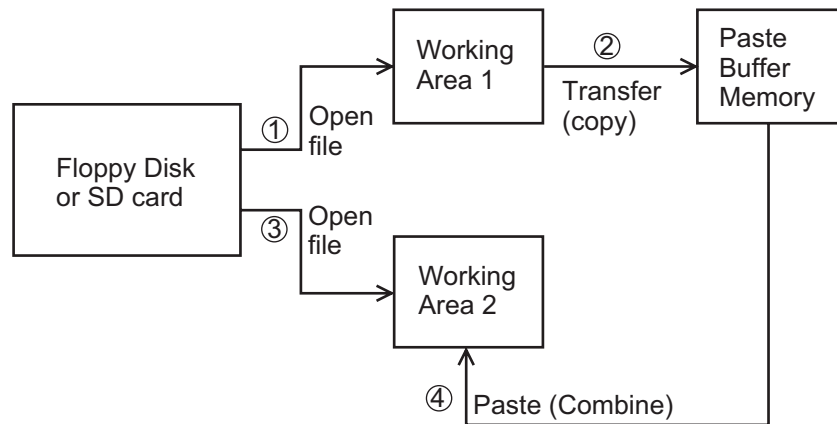 Floppy Disk
or SD card
①
Open
file
Working
Area 1
②
Transfer
(copy)
Paste
Buffer
Memory
③
Open
file
Working
Area 2
④
Paste (Combine)